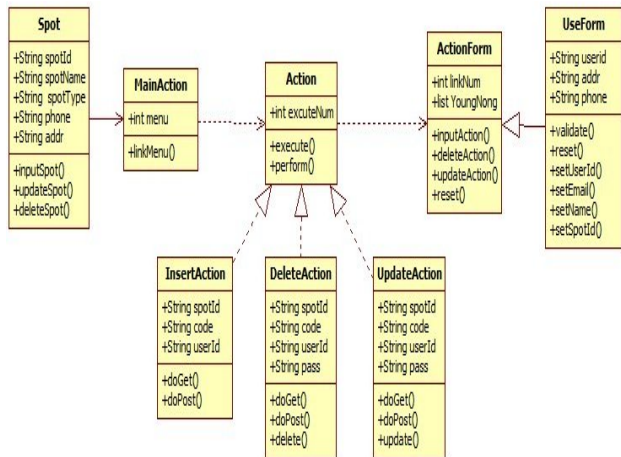 Spot
+String spotId
+String spotName
+String spotType
+String phone
+String addr
+inputSpot()
+updateSpot()
+deleteSpot()
MainAction
+int menu
+linkMenu()
Action
+int excuteNum
+execute()
+perform()
ActionForm
+int linkNum
+list YoungNong
+inputAction()
+deleteAction()
+updateAction()
+reset()
UseForm
+String userid
+String addr
+String phone
+validate()
+reset()
+setUserId()
+setEmail()
+setName()
+setSpotId()
InsertAction
+String spotId
+String code
+String userId
+doGet()
+doPost()
DeleteAction
+String spotId
+String code
+String userId
+String pass
+doGet()
+doPost()
+delete()
UpdateAction
+String spotId
+String code
+String userId
+String pass
+doGet()
+doPost()
+update()